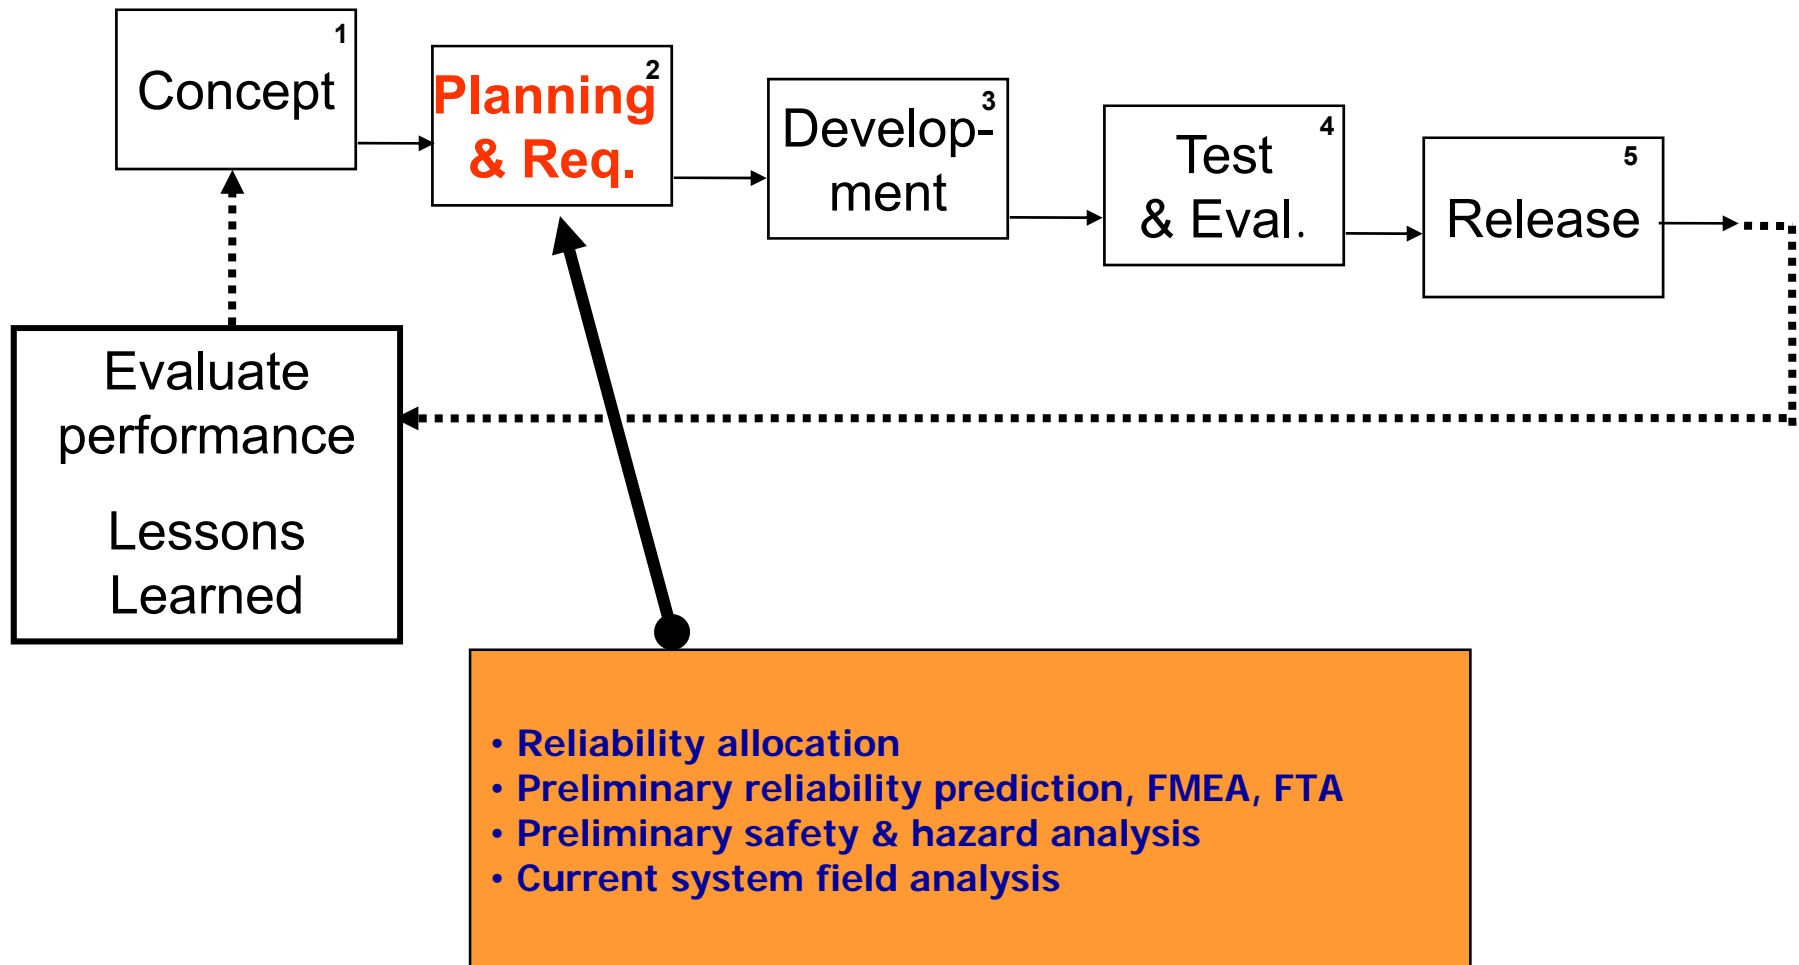 1
Concept
2
Planning
& Req.
3
Develop-
ment
4
Test
& Eval.
5
Release
Evaluate
performance
Lessons
Learned
• Reliability allocation
• Preliminary reliability prediction, FMEA, FTA
• Preliminary safety & hazard analysis
• Current system field analysis